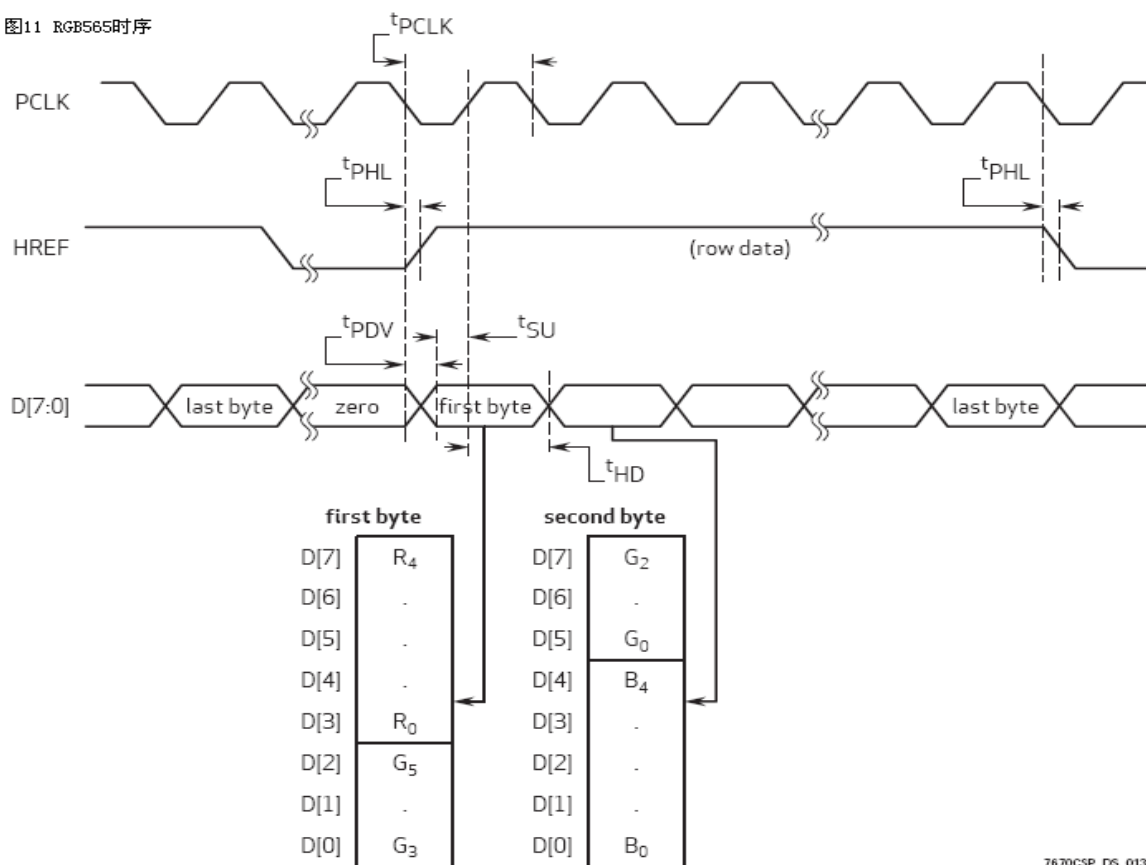 图11 RGB565时序
tPCLK
PCLK
tPHL
tPHL
HREF
(row data)
tPDV
tSU
D[7:0]
last byte
zero
first byte
last byte
tHD
first byte
second byte
D[7] R4
D[7] G2
D[6] .
D[6] .
D[5] .
D[5] G0
D[4] .
D[4] B4
D[3] R0
D[3] .
D[2] G5
D[2] .
D[1] .
D[1] .
D[0] G3
D[0] B0